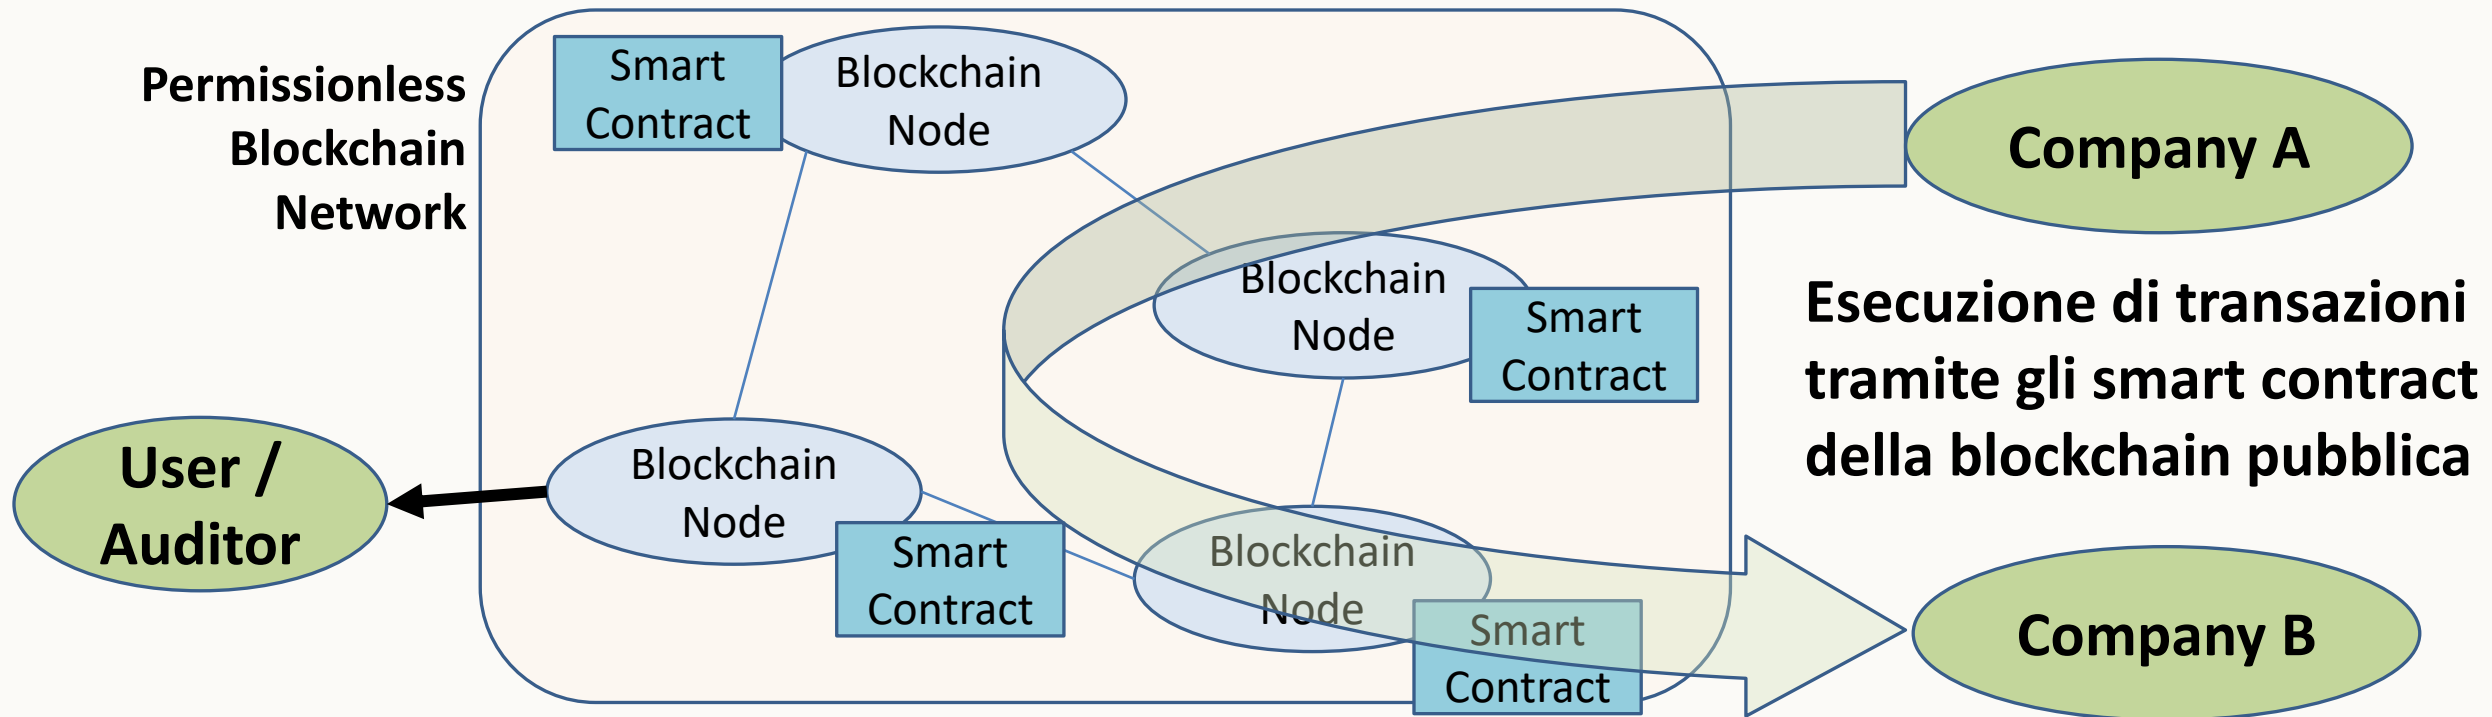 Permissionless
Blockchain
Network
Smart
Contract
Blockchain
Node
Company A
Blockchain
Node
Smart
Contract
Esecuzione di transazioni
tramite gli smart contract
della blockchain pubblica
User /
Auditor
Blockchain
Node
Smart
Contract
Blockchain
Node
Smart
Contract
Company B